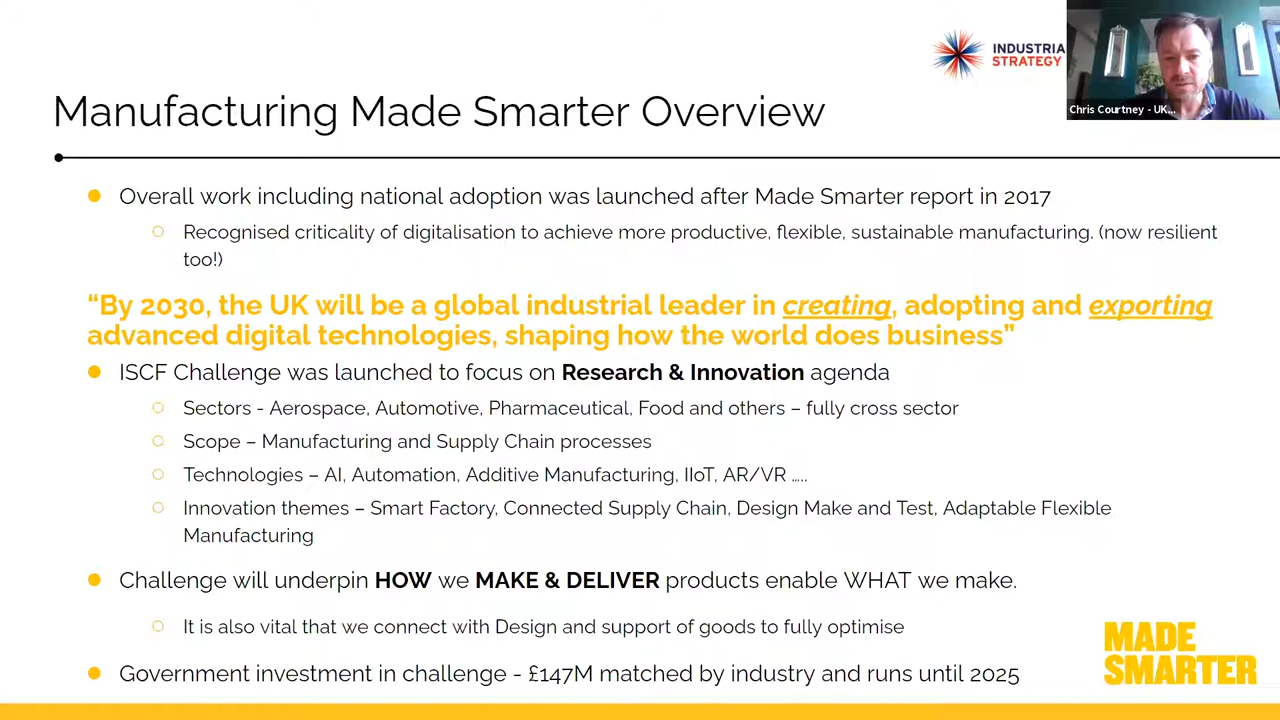 INDUSTRIA
STRATEGY
Chris Courtney - UK...
Manufacturing Made Smarter Overview
Overall work including national adoption was launched after Made Smarter report in 2017
Recognised criticality of digitalisation to achieve more productive, flexible, sustainable manufacturing. (now resilient
too!)
“By 2030, the UK will be a global industrial leader in creating, adopting and exporting
advanced digital technologies, shaping how the world does business”
ISCF Challenge was launched to focus on Research & Innovation agenda
Sectors - Aerospace, Automotive, Pharmaceutical, Food and others – fully cross sector
Scope – Manufacturing and Supply Chain processes
Technologies – AI, Automation, Additive Manufacturing, IIoT, AR/VR …..
Innovation themes – Smart Factory, Connected Supply Chain, Design Make and Test, Adaptable Flexible
Manufacturing
Challenge will underpin HOW we MAKE & DELIVER products enable WHAT we make.
It is also vital that we connect with Design and support of goods to fully optimise
Government investment in challenge - £147M matched by industry and runs until 2025
MADE
SMARTER